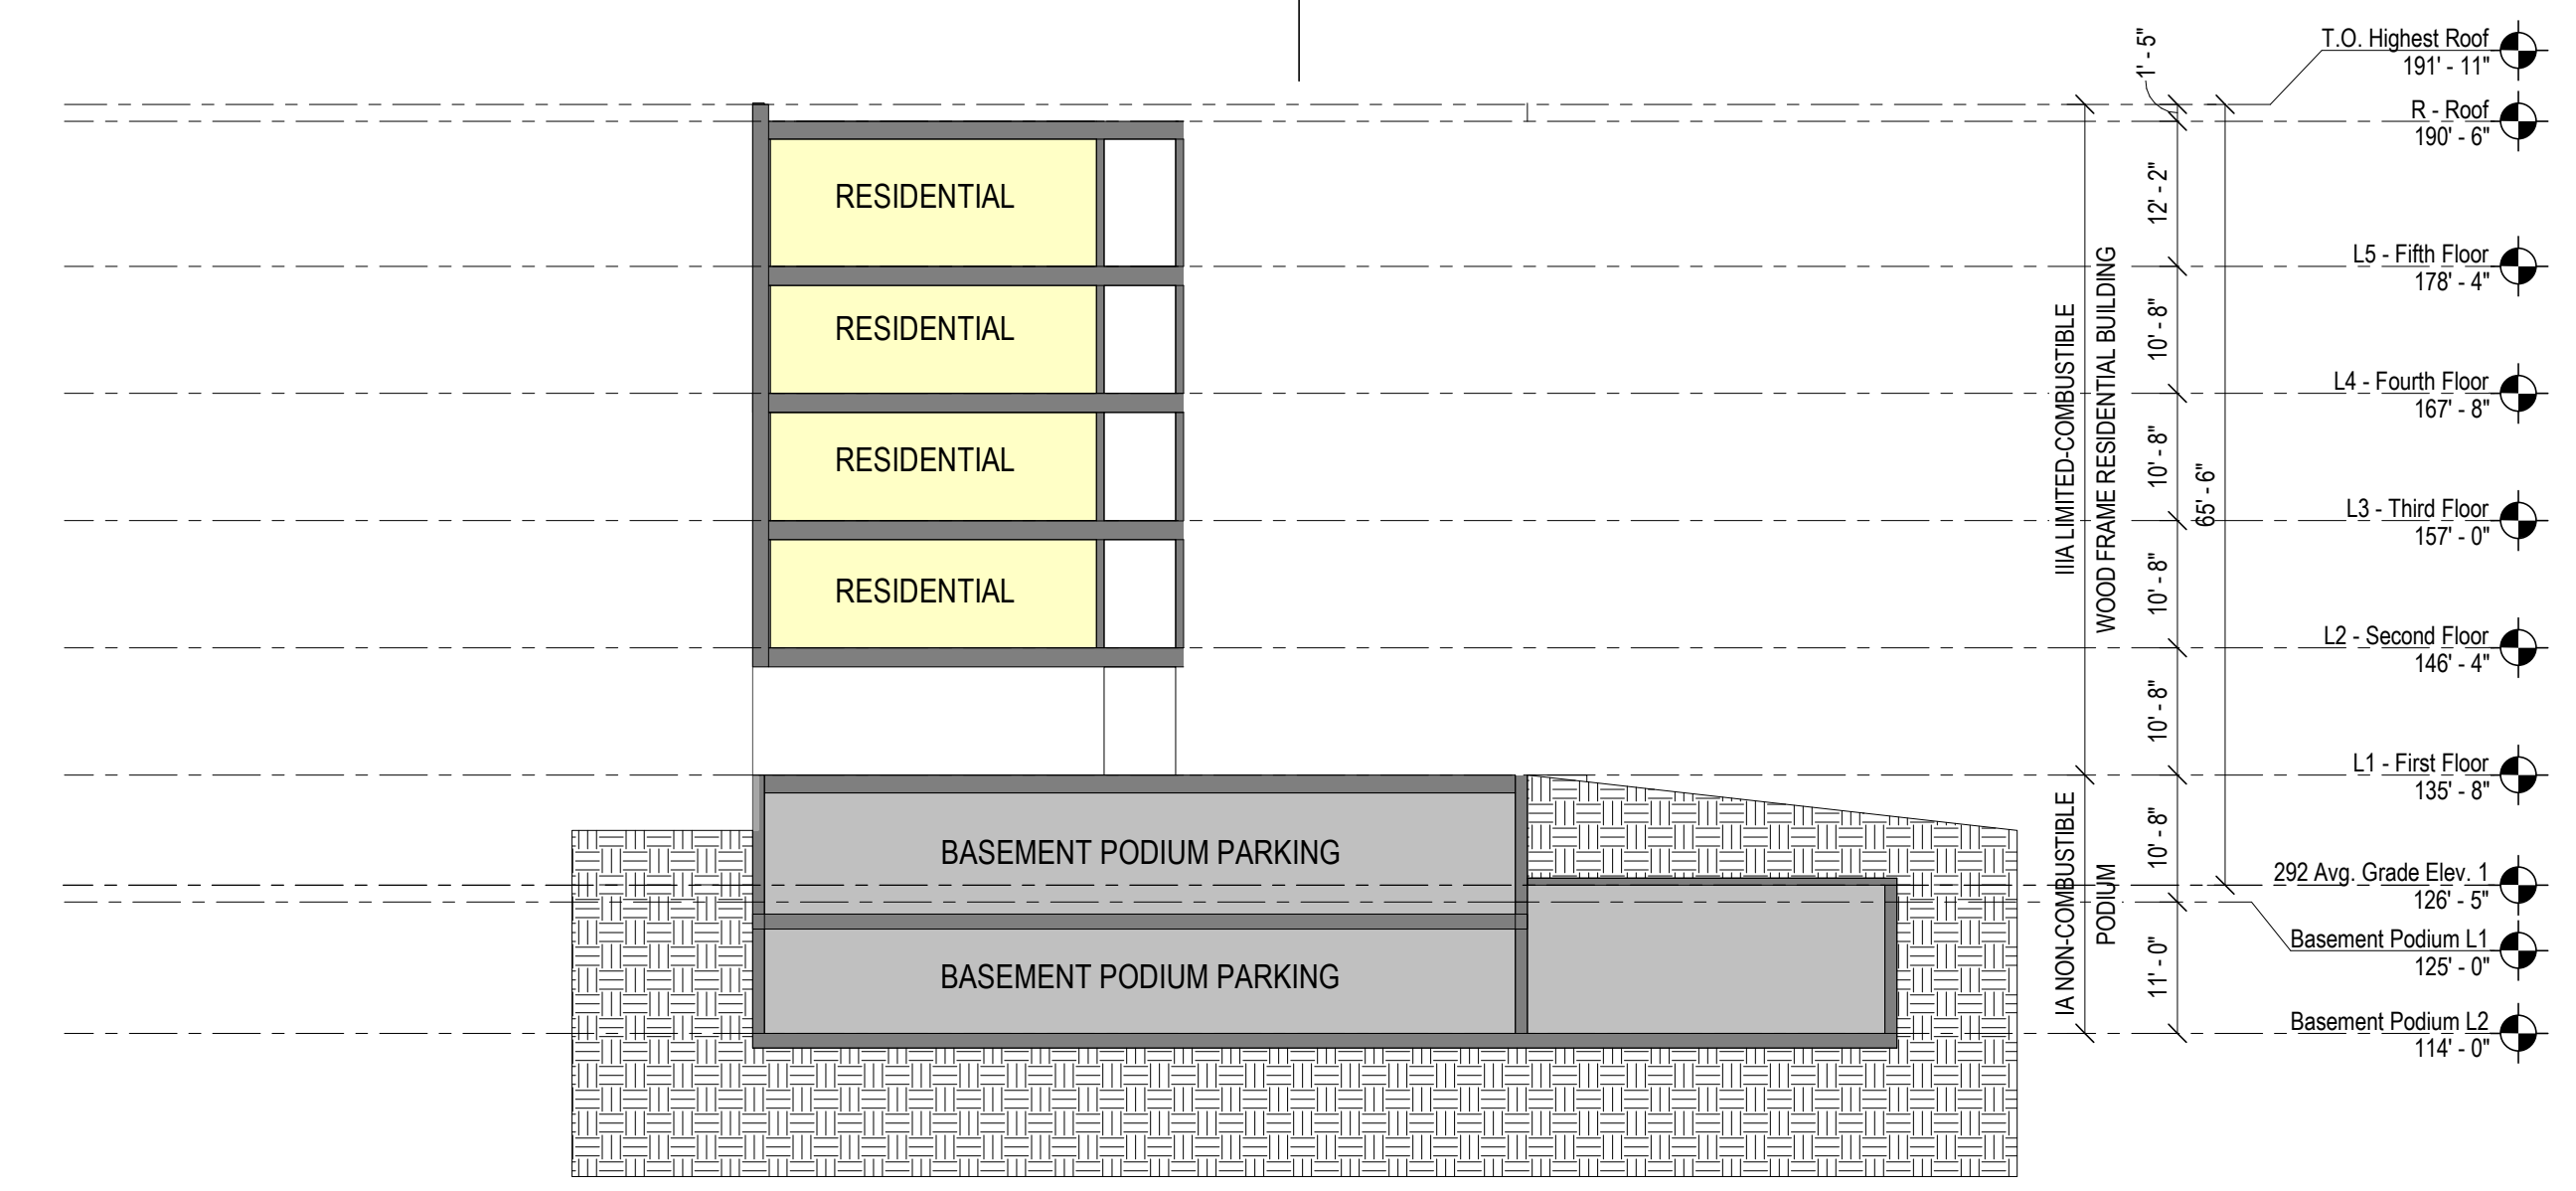 T.O. Highest Roof
191' - 11"
1' - 5"
R - Roof
190' - 6"
RESIDENTIAL
12' - 2"
L5 - Fifth Floor
178' - 4"
RESIDENTIAL
10' - 8"
L4 - Fourth Floor
167' - 8"
RESIDENTIAL
10' - 8"
IIIA LIMITED-COMBUSTIBLE
WOOD FRAME RESIDENTIAL BUILDING
65' - 6"
L3 - Third Floor
157' - 0"
RESIDENTIAL
10' - 8"
L2 - Second Floor
146' - 4"
10' - 8"
L1 - First Floor
135' - 8"
BASEMENT PODIUM PARKING
10' - 8"
292 Avg. Grade Elev. 1
126' - 5"
IA NON-COMBUSTIBLE
PODIUM
Basement Podium L1
125' - 0"
BASEMENT PODIUM PARKING
11' - 0"
Basement Podium L2
114' - 0"